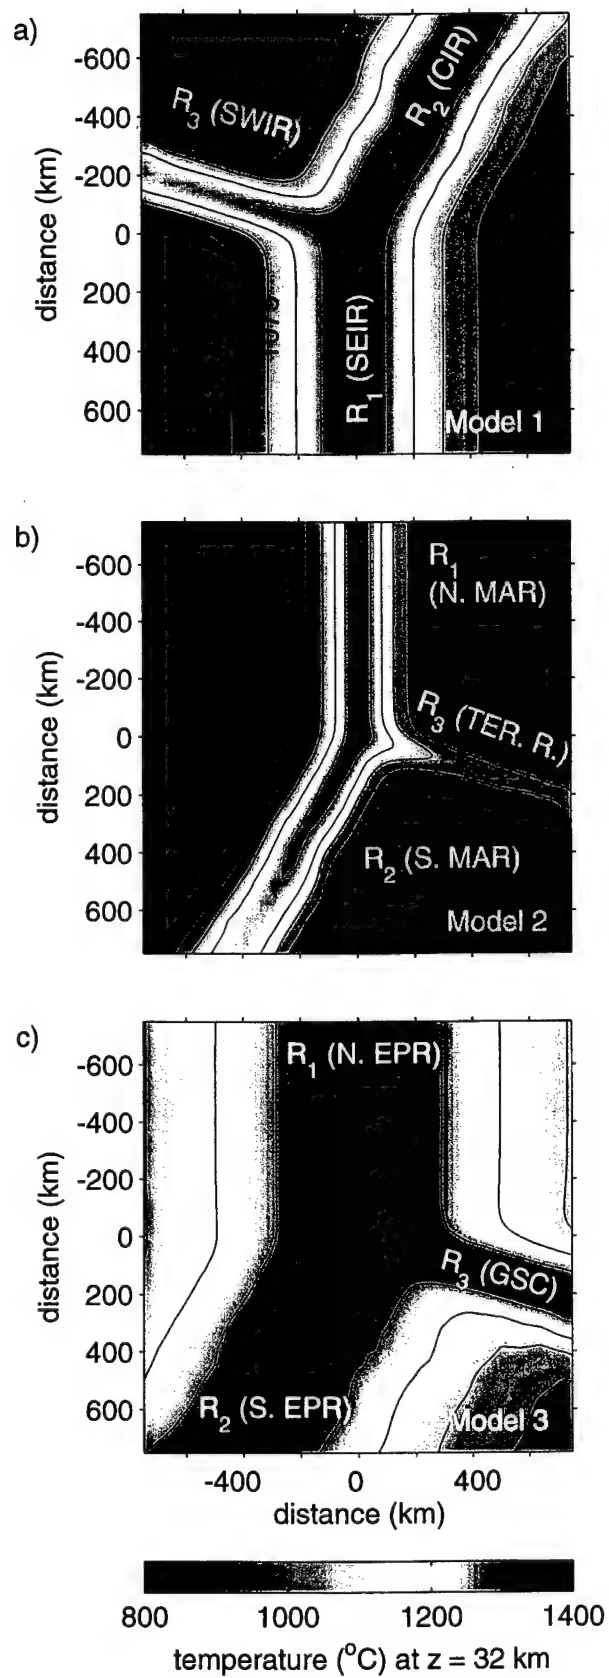 a)
-600
-400
-200
0
200
400
600
distance (km)
R3 (SWIR)
R2 (CIR)
R1 (SEIR)
Model 1
b)
-600
-400
-200
0
200
400
600
distance (km)
R1
(N. MAR)
R3 (TER. R.)
R2 (S. MAR)
Model 2
c)
-600
-400
-200
0
200
400
600
distance (km)
R1 (N. EPR)
R3 (GSC)
R2 (S. EPR)
Model 3
-400 0 400
distance (km)
800 1000 1200 1400
temperature (°C) at z = 32 km